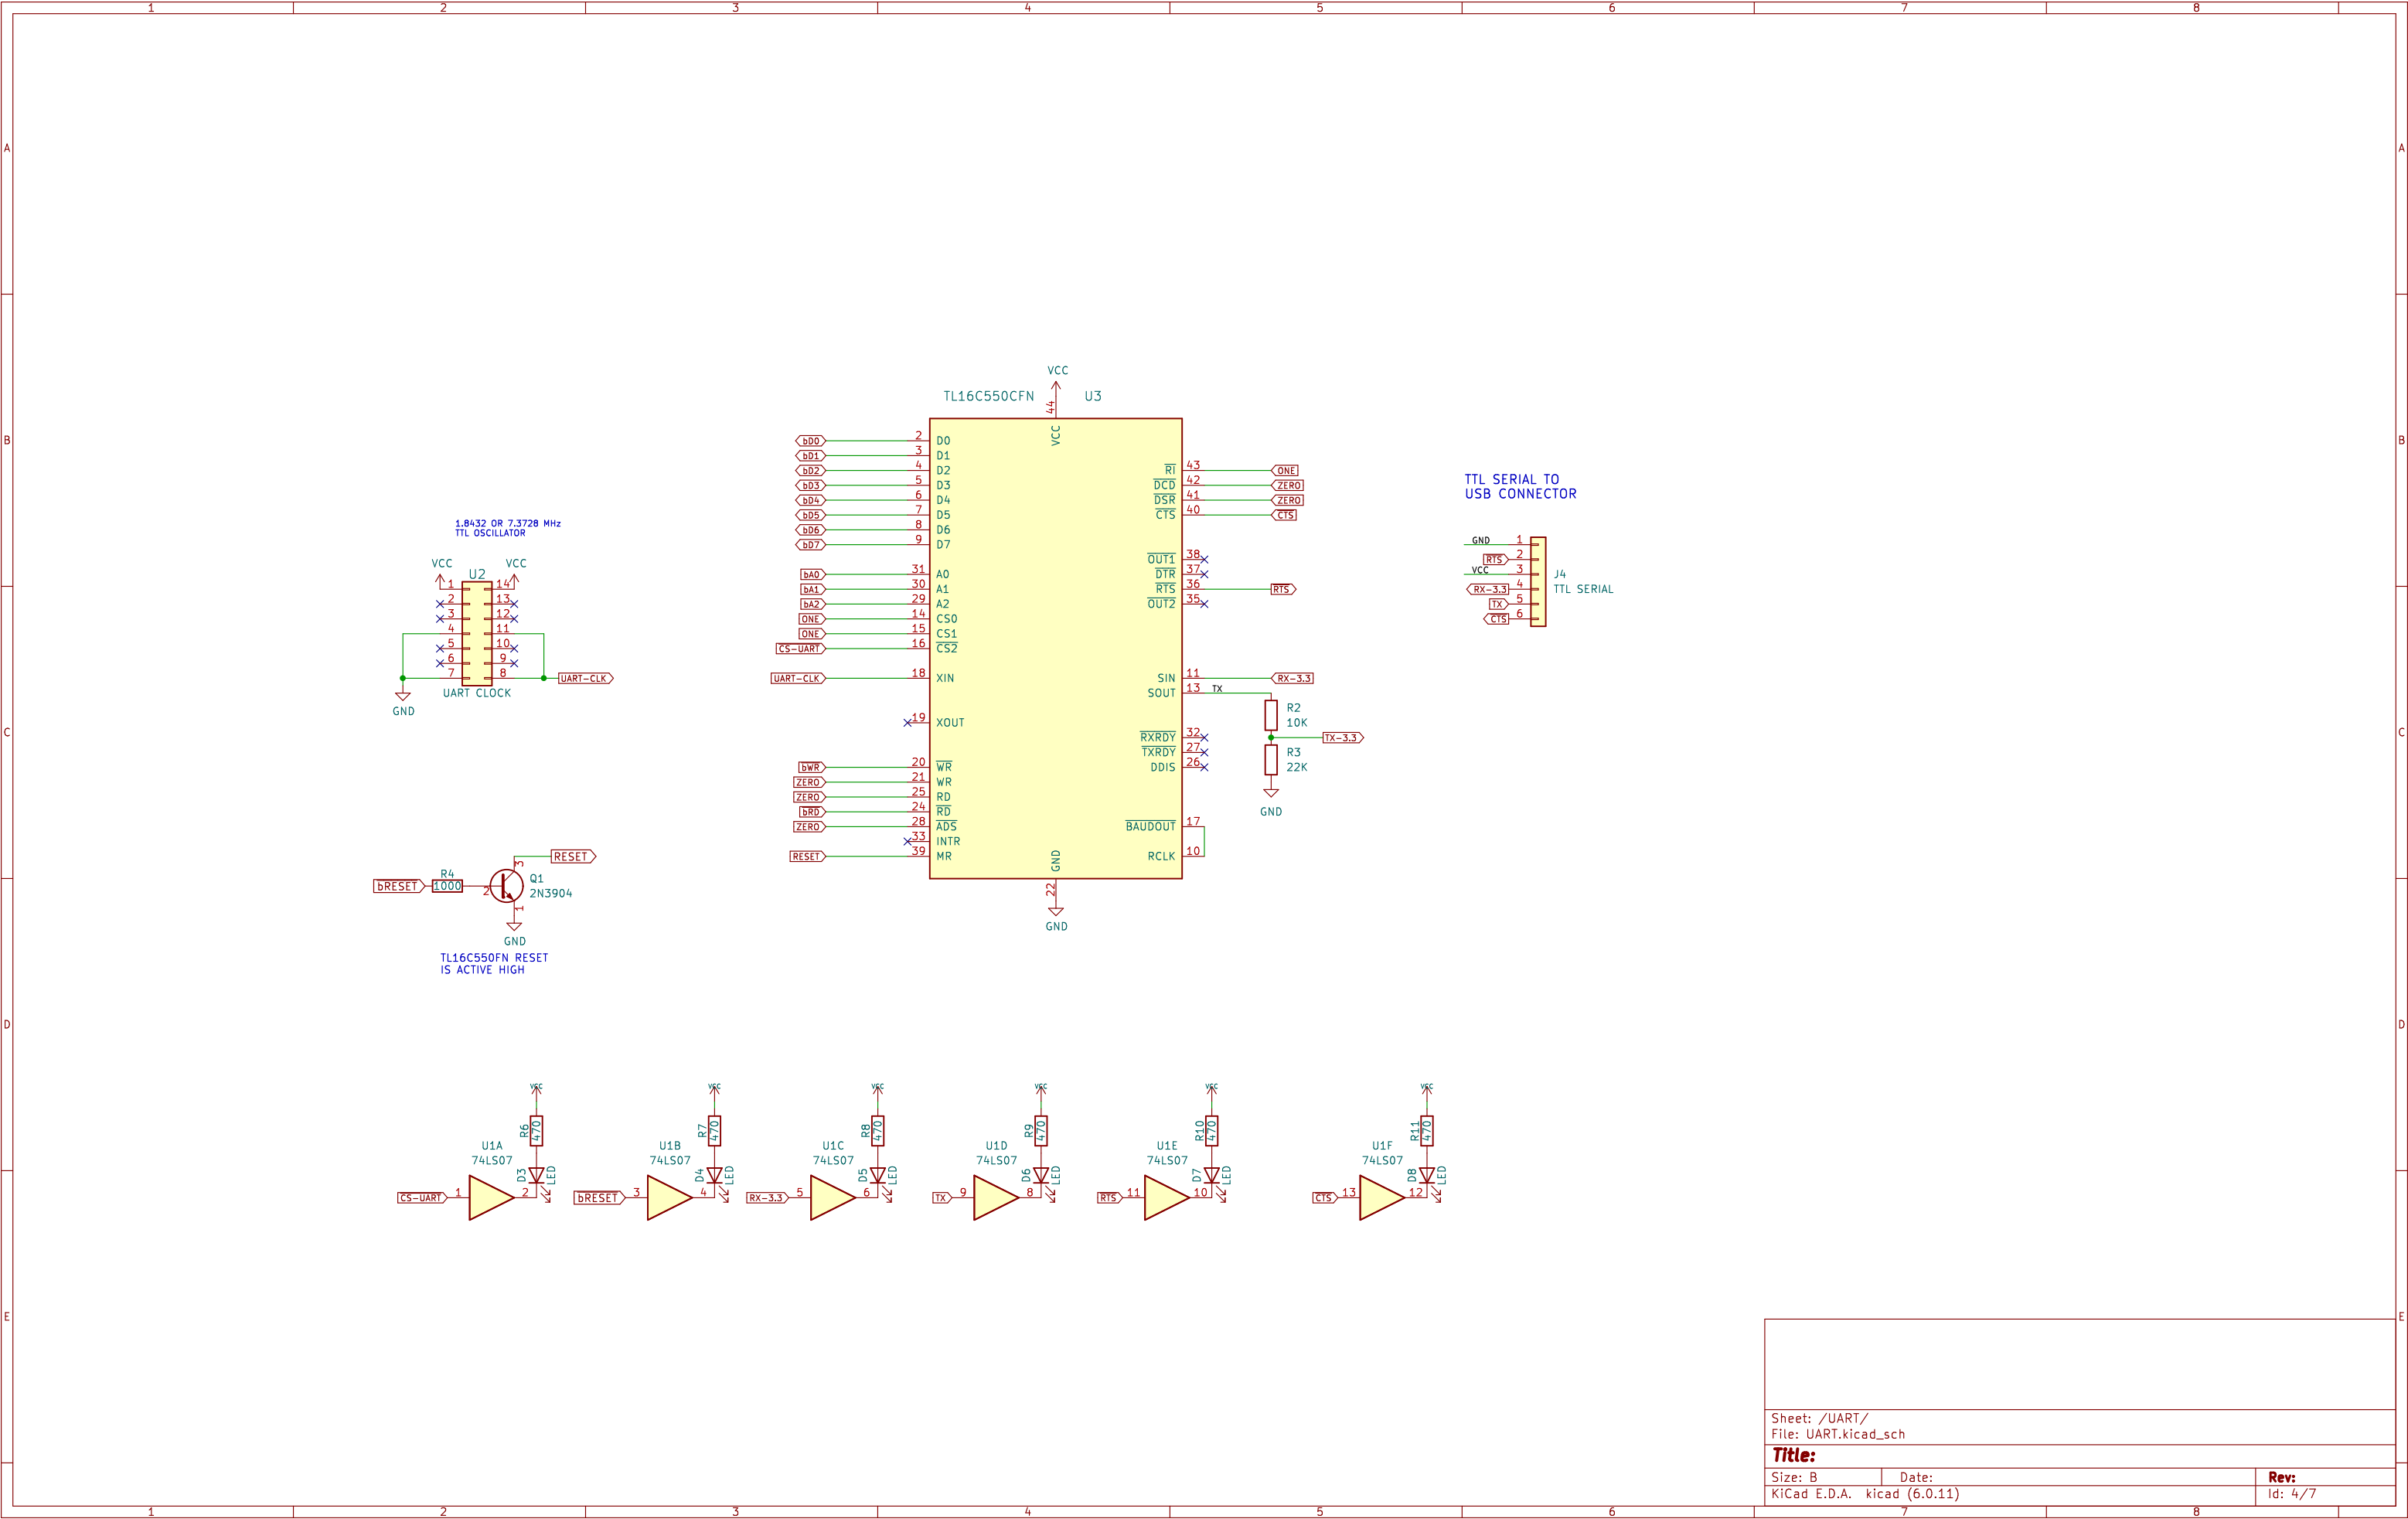 1 2 3 4 5 6 7 8
A A
B B
C C
D D
E E
1.8432 OR 7.3728 MHz
TTL OSCILLATOR
VCC VCC
U2
1 14
2 13
3 12
4 11
5 10
6 9
7 8
UART CLOCK
UART-CLK
GND
RESET
3
bRESET
R4
1000
2
Q1
2N3904
1
GND
TL16C550FN RESET
IS ACTIVE HIGH
VCC
TL16C550CFN U3
44
VCC
bD0 2 D0
bD1 3 D1
bD2 4 D2
bD3 5 D3
bD4 6 D4
bD5 7 D5
bD6 8 D6
bD7 9 D7
bA0 31 A0
bA1 30 A1
bA2 29 A2
ONE 14 CS0
ONE 15 CS1
CS-UART 16 CS2
UART-CLK 18 XIN
19 XOUT
bWR 20 WR
ZERO 21 WR
ZERO 25 RD
bRD 24 RD
ZERO 28 ADS
33 INTR
RESET 39 MR
RI 43 ONE
DCD 42 ZERO
DSR 41 ZERO
CTS 40 CTS
OUT1 38
DTR 37
RTS 36 RTS
OUT2 35
SIN 11 RX-3.3
SOUT 13 TX
RXRDY 32
TXRDY 27
DDIS 26
BAUDOUT 17
RCLK 10
GND
22
GND
R2
10K
TX-3.3
R3
22K
GND
TTL SERIAL TO
USB CONNECTOR
GND 1
RTS 2
VCC 3
RX-3.3 4
TX 5
CTS 6
J4
TTL SERIAL
VCC
R6
470
U1A
74LS07
D3
LED
CS-UART 1 2
VCC
R7
470
U1B
74LS07
D4
LED
bRESET 3 4
VCC
R8
470
U1C
74LS07
D5
LED
RX-3.3 5 6
VCC
R9
470
U1D
74LS07
D6
LED
TX 9 8
VCC
R10
470
U1E
74LS07
D7
LED
RTS 11 10
VCC
R11
470
U1F
74LS07
D8
LED
CTS 13 12
Sheet: /UART/
File: UART.kicad_sch
Title:
Size: B Date: Rev:
KiCad E.D.A. kicad (6.0.11) Id: 4/7
1 2 3 4 5 6 7 8